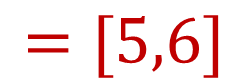 = [5,6]